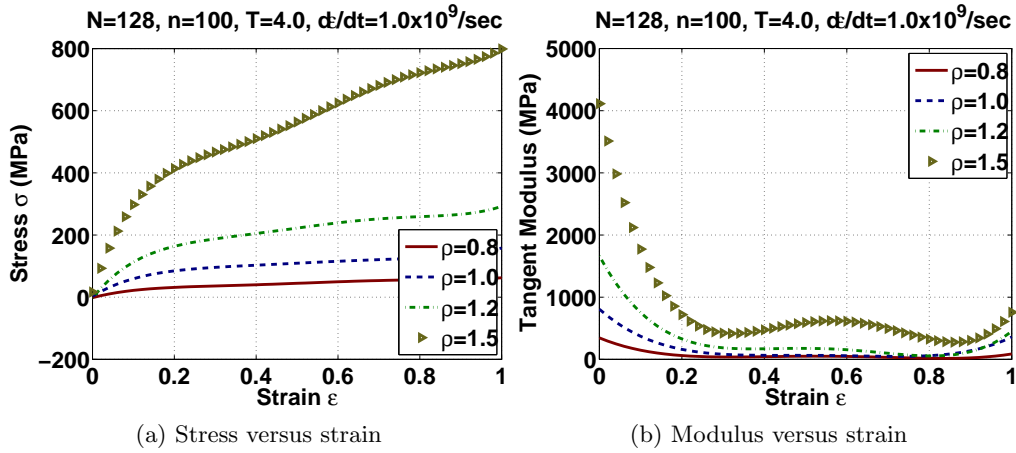 N=128, n=100, T=4.0, dε/dt=1.0x10^9/sec
800
600
400
200
0
−200
Stress σ (MPa)
0 0.2 0.4 0.6 0.8 1
Strain ε
ρ=0.8
ρ=1.0
ρ=1.2
ρ=1.5
(a) Stress versus strain
N=128, n=100, T=4.0, dε/dt=1.0x10^9/sec
5000
4000
3000
2000
1000
0
Tangent Modulus (MPa)
0 0.2 0.4 0.6 0.8 1
Strain ε
ρ=0.8
ρ=1.0
ρ=1.2
ρ=1.5
(b) Modulus versus strain